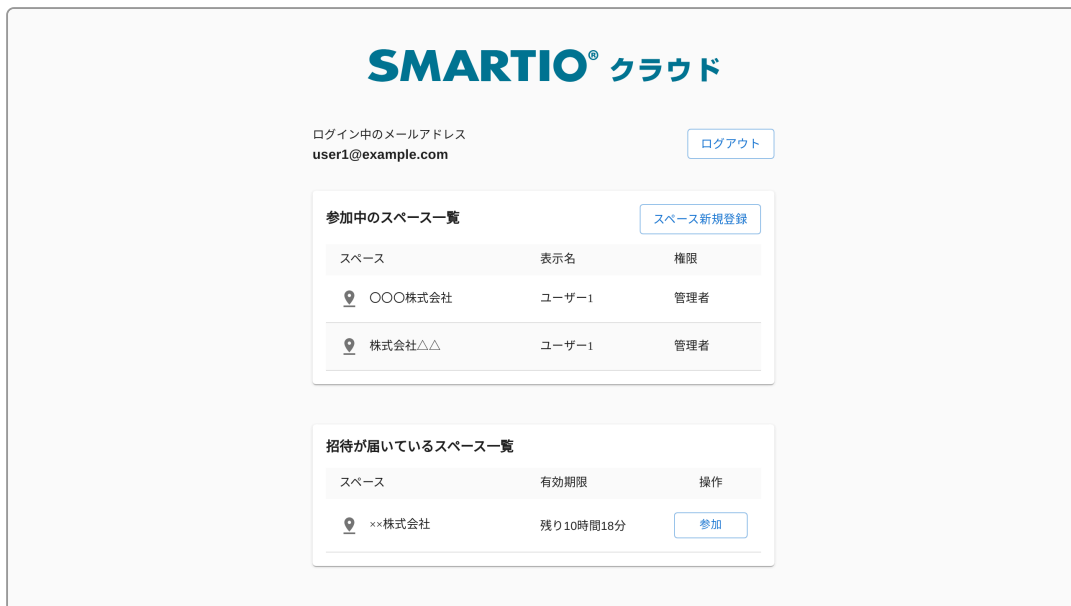 SMARTIO® クラウド
ログイン中のメールアドレス
user1@example.com
ログアウト
参加中のスペース一覧
スペース新規登録
スペース 表示名 権限
〇〇〇株式会社 ユーザー1 管理者
株式会社△△ ユーザー1 管理者
招待が届いているスペース一覧
スペース 有効期限 操作
××株式会社 残り10時間18分 参加